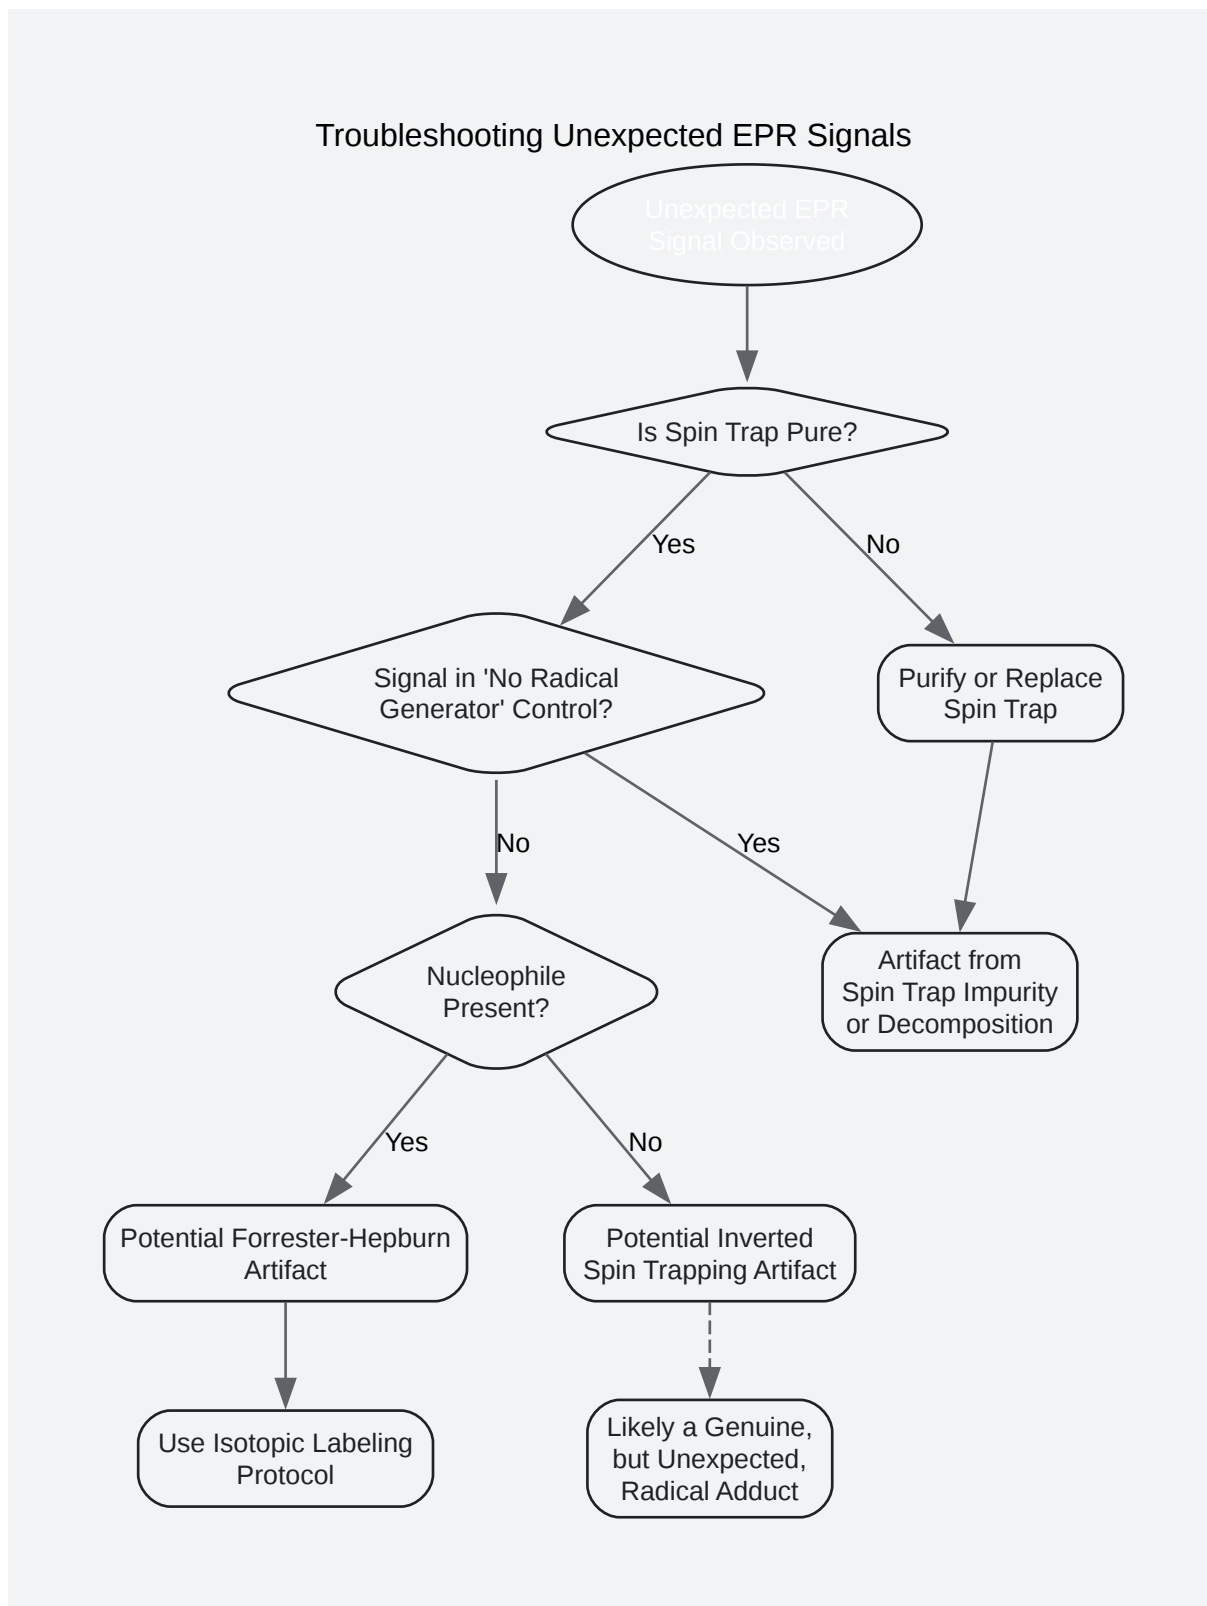 Troubleshooting Unexpected EPR Signals
Unexpected EPR
Signal Observed
Is Spin Trap Pure?
Yes
No
Signal in 'No Radical
Generator' Control?
Purify or Replace
Spin Trap
No
Yes
Nucleophile
Present?
Artifact from
Spin Trap Impurity
or Decomposition
Yes
No
Potential Forrester-Hepburn
Artifact
Potential Inverted
Spin Trapping Artifact
Use Isotopic Labeling
Protocol
Likely a Genuine,
but Unexpected,
Radical Adduct